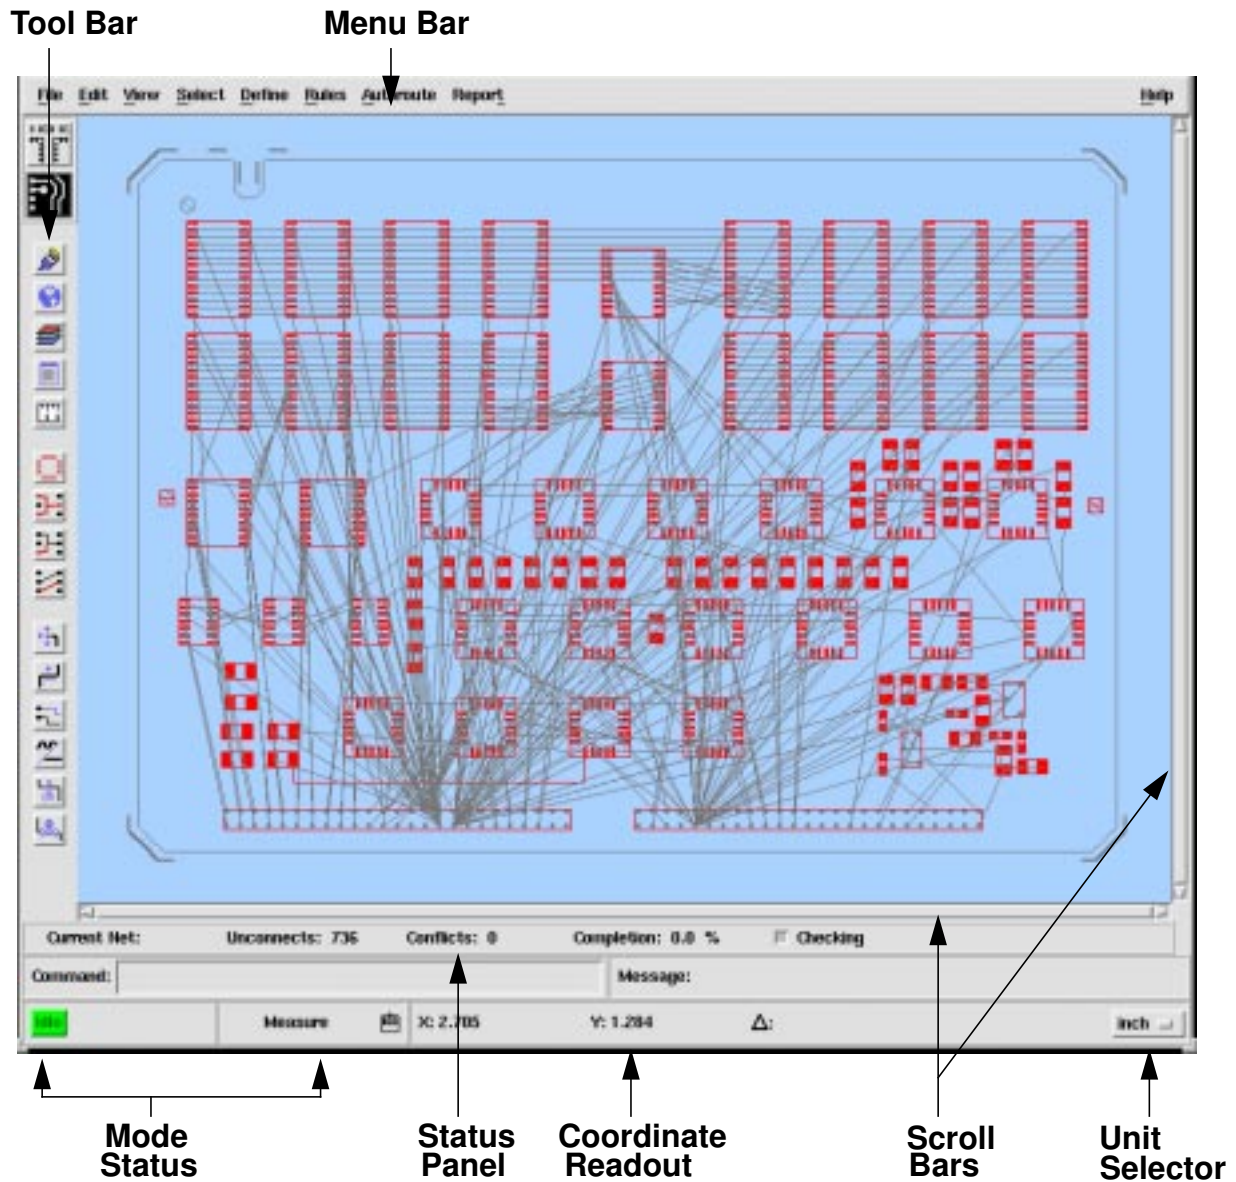 Tool Bar
Menu Bar
File Edit View Select Define Rules Autoroute Report Help
Current Net: Unconnects: 736 Conflicts: 0 Completion: 0.0 % Checking
Command: Message:
Idle Measure X: 2.705 Y: 1.284 Δ: Inch
Mode
Status
Status
Panel
Coordinate
Readout
Scroll
Bars
Unit
Selector